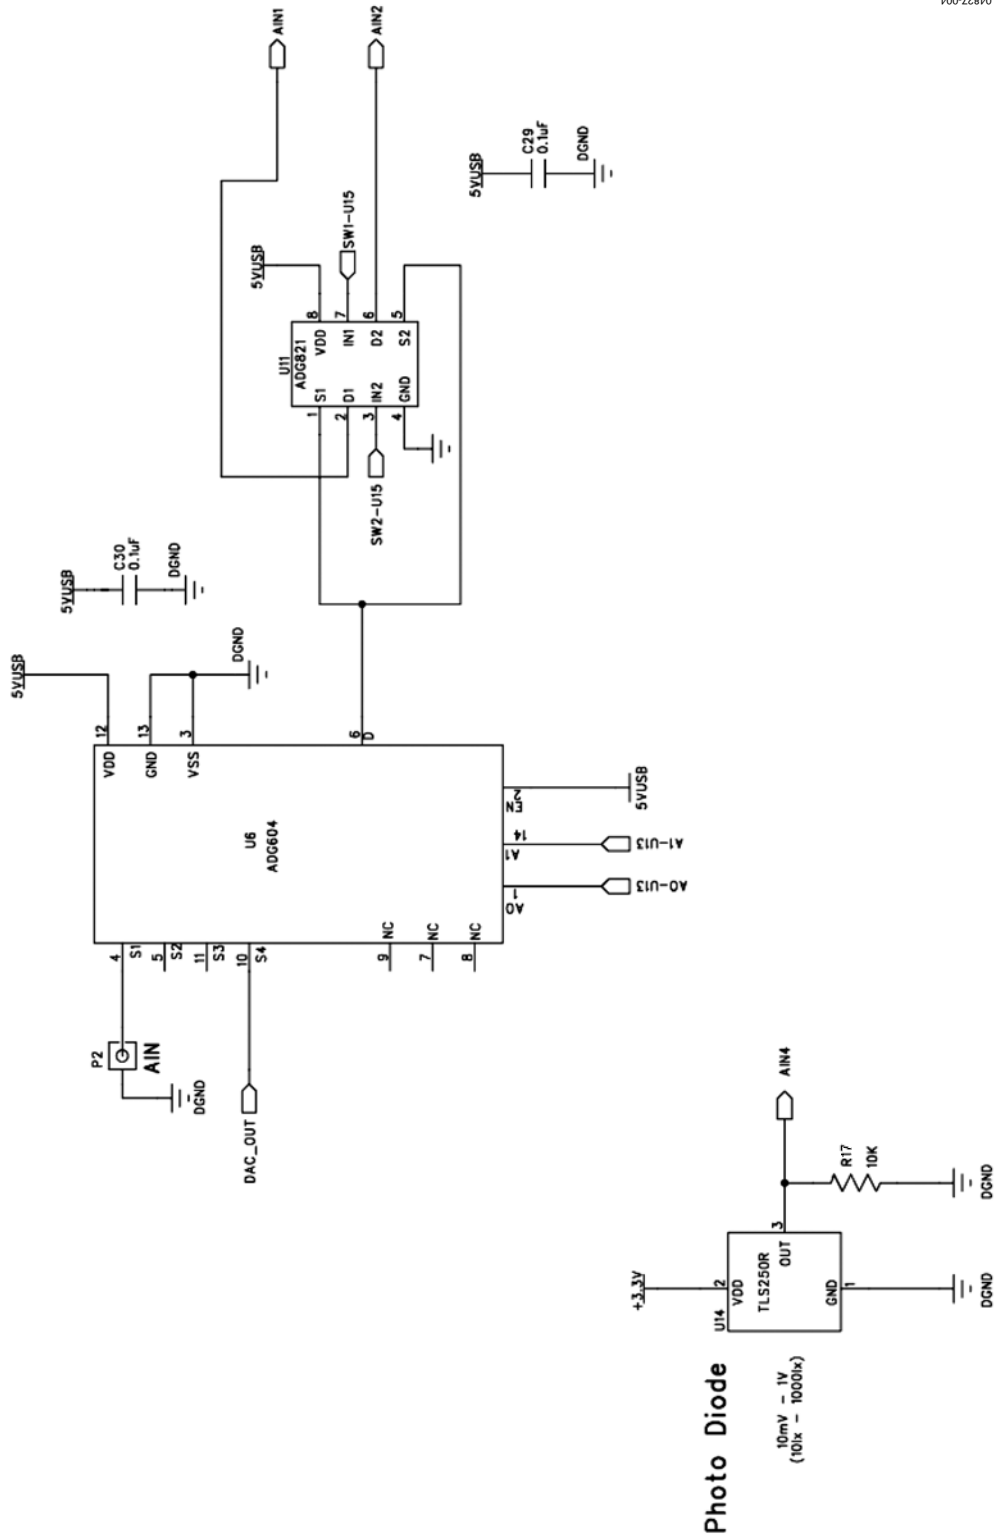 AIN1
AIN2
5VUSB
C29
0.1uF
DGND
5VUSB
SW1-U15
8
7
6
5
VDD
IN1
D2
S2
U11
ADG821
S1
D1
IN2
GND
1
2
3
4
SW2-U15
5VUSB
C30
0.1uF
DGND
5VUSB
DGND
12
13
3
6
VDD
GND
VSS
D
U6
ADG604
EN
2
5VUSB
A1
14
A1-U13
A0
1
A0-U13
4
5
11
10
9
7
8
S1
S2
S3
S4
NC
NC
NC
P2
AIN
DGND
DAC_OUT
AIN4
R17
10K
DGND
+3.3V
2
VDD
3
OUT
U14
TLS250R
GND
1
DGND
Photo Diode
10mV - 1V
(10lx - 1000lx)
04827-004